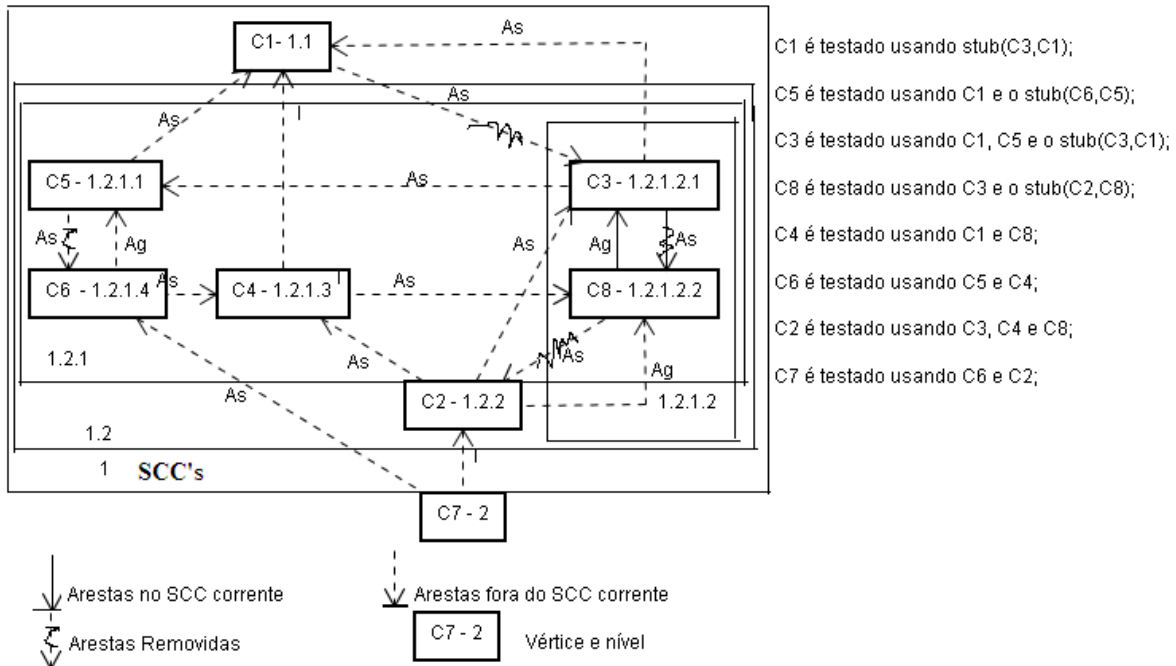 C1- 1.1
As
As
As
I
C5 - 1.2.1.1
As
C3 - 1.2.1.2.1
As
Ag
As
Ag
As
C6 - 1.2.1.4
As
C4 - 1.2.1.3
I
As
C8 - 1.2.1.2.2
1.2.1
As
As
Ag
As
C2 - 1.2.2
1.2.1.2
1.2
1
SCC's
I
C7 - 2
C1 é testado usando stub(C3,C1);
C5 é testado usando C1 e o stub(C6,C5);
C3 é testado usando C1, C5 e o stub(C3,C1);
C8 é testado usando C3 e o stub(C2,C8);
C4 é testado usando C1 e C8;
C6 é testado usando C5 e C4;
C2 é testado usando C3, C4 e C8;
C7 é testado usando C6 e C2;
Arestas no SCC corrente
Arestas fora do SCC corrente
Arestas Removidas
C7 - 2
Vértice e nível